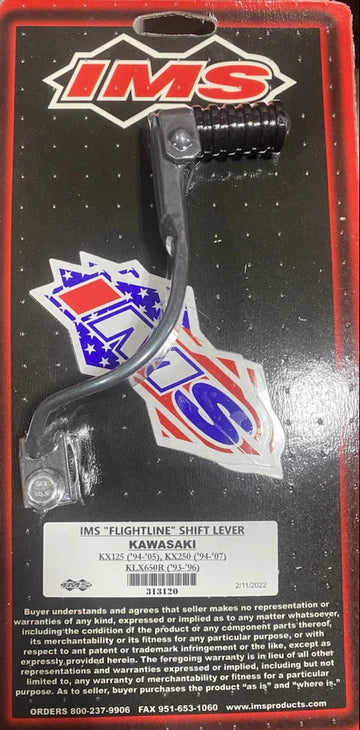 IMS
IMS
IMS "FLIGHTLINE" SHIFT LEVER
KAWASAKI
KX125 ('94-'05), KX250 ('94-'07)
KLX650R ('93-'96)
313120
2/11/2022
Buyer understands and agrees that seller makes no representation or
warranties of any kind, expressed or implied as to any matter whatsoever,
including the condition of the product or any component parts thereof,
its merchantability or its fitness for any particular purpose, or with
respect to ant patent or trademark infringement or the like, except as
expressly provided herein. The foregoing warranty is in lieu of all other
representations and warranties expressed or implied, including but not
limited to, any warranty of merchantability or fitness for a particular
purpose. As to seller, buyer purchases the product "as is" and "where is."
ORDERS 800-237-9906 FAX 951-653-1060 www.imsproducts.com